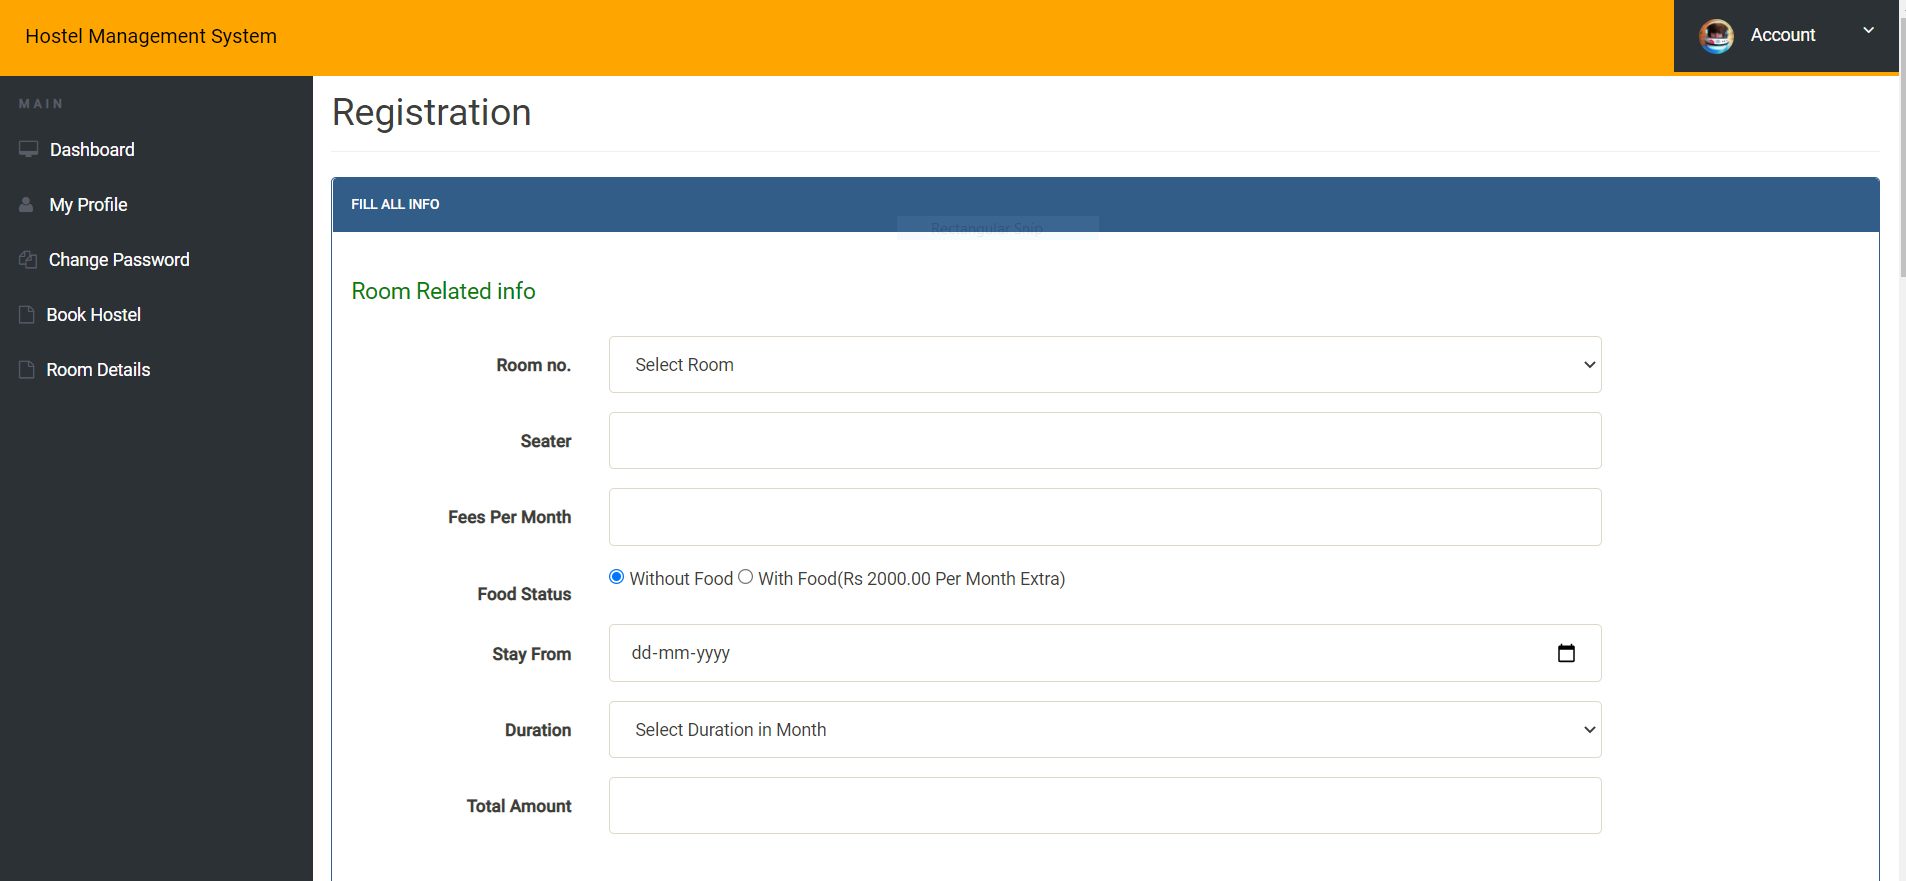 Hostel Management System
Account
MAIN
Dashboard
My Profile
Change Password
Book Hostel
Room Details
Registration
FILL ALL INFO
Rectangular Snip
Room Related info
Room no.
Select Room
Seater
Fees Per Month
Food Status
Without Food With Food(Rs 2000.00 Per Month Extra)
Stay From
dd-mm-yyyy
Duration
Select Duration in Month
Total Amount